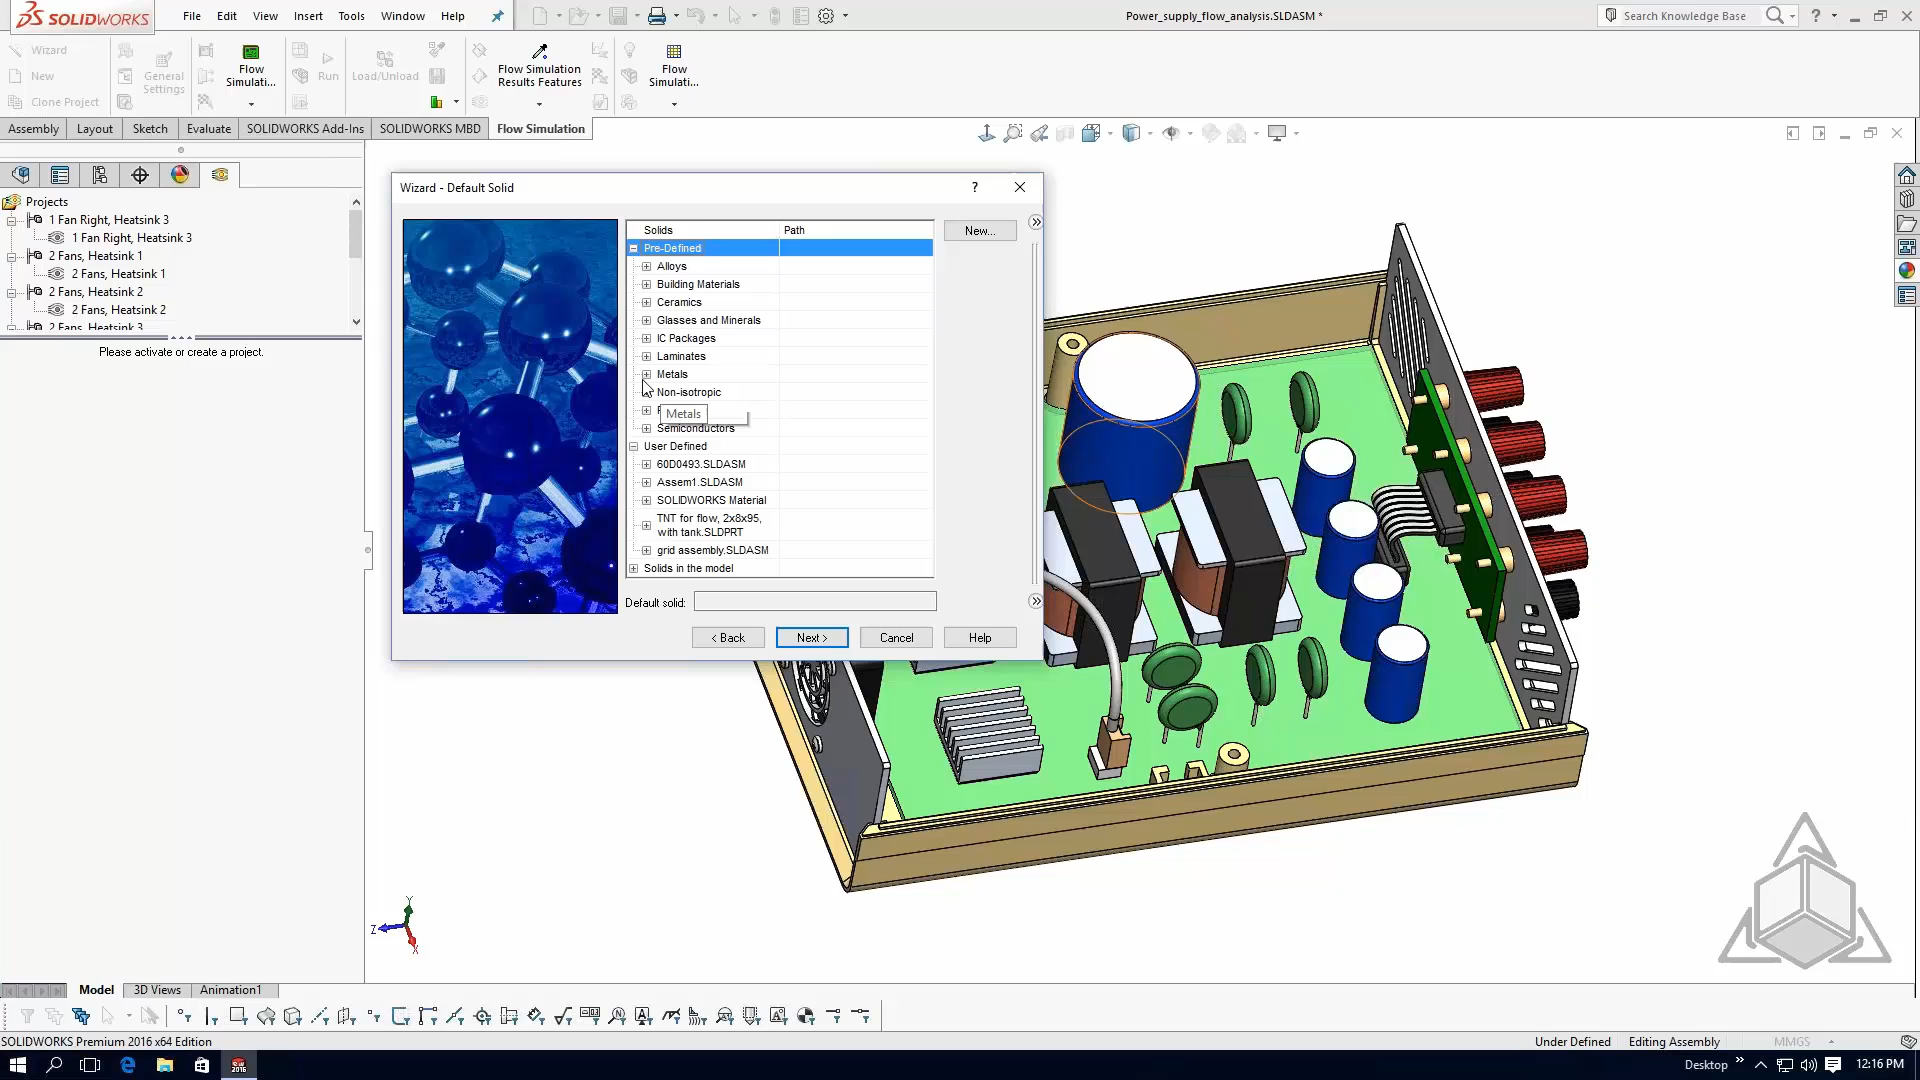 SOLIDWORKS
File Edit View Insert Tools Window Help
Power_supply_flow_analysis.SLDASM *
Search Knowledge Base
Wizard
New
Clone Project
General Settings
Flow Simulati...
Run
Load/Unload
Flow Simulation Results Features
Flow Simulati...
Assembly Layout Sketch Evaluate SOLIDWORKS Add-Ins SOLIDWORKS MBD Flow Simulation
Projects
1 Fan Right, Heatsink 3
1 Fan Right, Heatsink 3
2 Fans, Heatsink 1
2 Fans, Heatsink 1
2 Fans, Heatsink 2
2 Fans, Heatsink 2
2 Fans, Heatsink 3
Please activate or create a project.
Wizard - Default Solid
Solids Path
Pre-Defined
Alloys
Building Materials
Ceramics
Glasses and Minerals
IC Packages
Laminates
Metals
Non-isotropic
Metals
Semiconductors
User Defined
60D0493.SLDASM
Assem1.SLDASM
SOLIDWORKS Material
TNT for flow, 2x8x95,
with tank.SLDPRT
grid assembly.SLDASM
Solids in the model
New...
Default solid:
< Back Next > Cancel Help
Y
Z
X
Model 3D Views Animation1
SOLIDWORKS Premium 2016 x64 Edition
Under Defined Editing Assembly MMGS
Desktop
12:16 PM